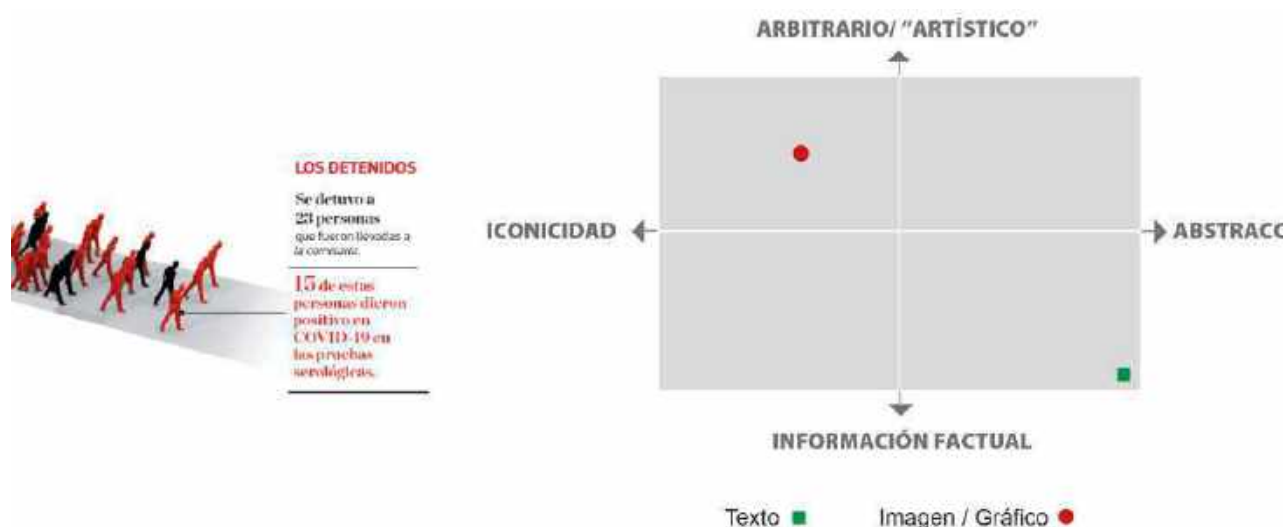 LOS DETENIDOS
Se detuvo a
23 personas
que fueron llevadas a
la comisaría.
15 de estas
personas dieron
positivo en
COVID-19 en
las pruebas
serológicas.
ARBITRARIO/ “ARTÍSTICO”
ICONICIDAD
ABSTRACC
INFORMACIÓN FACTUAL
Texto
Imagen / Gráfico